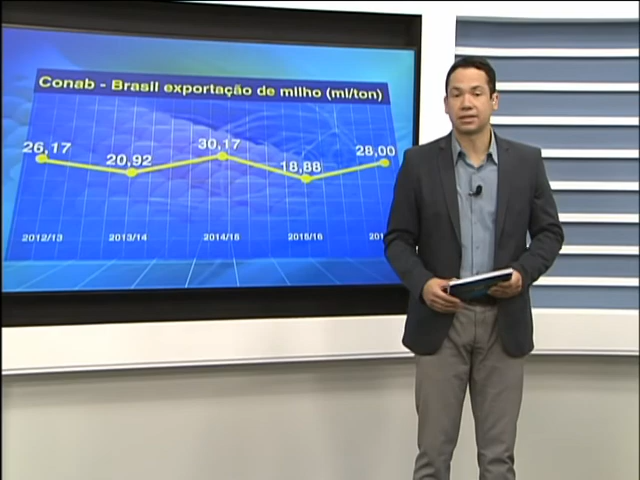 Conab - Brasil exportação de milho (ml/ton)
26,17 20,92 30,17 18,88 28,00
2012/13 2013/14 2014/15 2015/16